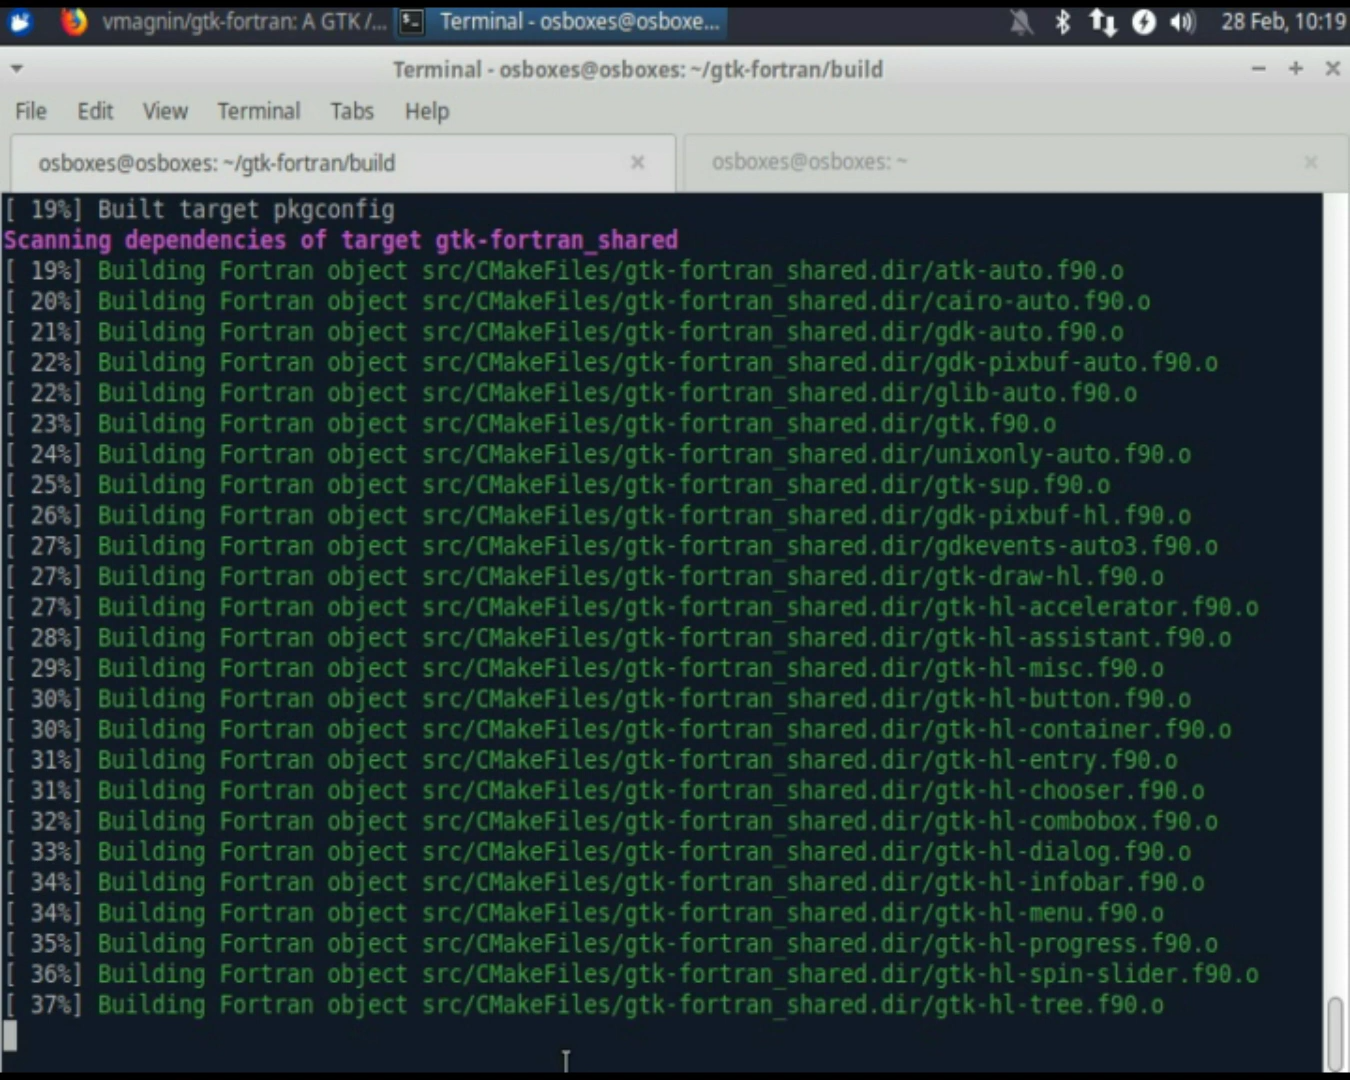 vmagnin/gtk-fortran: A GTK /... Terminal - osboxes@osboxe... 28 Feb, 10:19
Terminal - osboxes@osboxes: ~/gtk-fortran/build
File Edit View Terminal Tabs Help
osboxes@osboxes: ~/gtk-fortran/build osboxes@osboxes: ~
[ 19%] Built target pkgconfig
Scanning dependencies of target gtk-fortran_shared
[ 19%] Building Fortran object src/CMakeFiles/gtk-fortran_shared.dir/atk-auto.f90.o
[ 20%] Building Fortran object src/CMakeFiles/gtk-fortran_shared.dir/cairo-auto.f90.o
[ 21%] Building Fortran object src/CMakeFiles/gtk-fortran_shared.dir/gdk-auto.f90.o
[ 22%] Building Fortran object src/CMakeFiles/gtk-fortran_shared.dir/gdk-pixbuf-auto.f90.o
[ 22%] Building Fortran object src/CMakeFiles/gtk-fortran_shared.dir/glib-auto.f90.o
[ 23%] Building Fortran object src/CMakeFiles/gtk-fortran_shared.dir/gtk.f90.o
[ 24%] Building Fortran object src/CMakeFiles/gtk-fortran_shared.dir/unixonly-auto.f90.o
[ 25%] Building Fortran object src/CMakeFiles/gtk-fortran_shared.dir/gtk-sup.f90.o
[ 26%] Building Fortran object src/CMakeFiles/gtk-fortran_shared.dir/gdk-pixbuf-hl.f90.o
[ 27%] Building Fortran object src/CMakeFiles/gtk-fortran_shared.dir/gdkevents-auto3.f90.o
[ 27%] Building Fortran object src/CMakeFiles/gtk-fortran_shared.dir/gtk-draw-hl.f90.o
[ 27%] Building Fortran object src/CMakeFiles/gtk-fortran_shared.dir/gtk-hl-accelerator.f90.o
[ 28%] Building Fortran object src/CMakeFiles/gtk-fortran_shared.dir/gtk-hl-assistant.f90.o
[ 29%] Building Fortran object src/CMakeFiles/gtk-fortran_shared.dir/gtk-hl-misc.f90.o
[ 30%] Building Fortran object src/CMakeFiles/gtk-fortran_shared.dir/gtk-hl-button.f90.o
[ 30%] Building Fortran object src/CMakeFiles/gtk-fortran_shared.dir/gtk-hl-container.f90.o
[ 31%] Building Fortran object src/CMakeFiles/gtk-fortran_shared.dir/gtk-hl-entry.f90.o
[ 31%] Building Fortran object src/CMakeFiles/gtk-fortran_shared.dir/gtk-hl-chooser.f90.o
[ 32%] Building Fortran object src/CMakeFiles/gtk-fortran_shared.dir/gtk-hl-combobox.f90.o
[ 33%] Building Fortran object src/CMakeFiles/gtk-fortran_shared.dir/gtk-hl-dialog.f90.o
[ 34%] Building Fortran object src/CMakeFiles/gtk-fortran_shared.dir/gtk-hl-infobar.f90.o
[ 34%] Building Fortran object src/CMakeFiles/gtk-fortran_shared.dir/gtk-hl-menu.f90.o
[ 35%] Building Fortran object src/CMakeFiles/gtk-fortran_shared.dir/gtk-hl-progress.f90.o
[ 36%] Building Fortran object src/CMakeFiles/gtk-fortran_shared.dir/gtk-hl-spin-slider.f90.o
[ 37%] Building Fortran object src/CMakeFiles/gtk-fortran_shared.dir/gtk-hl-tree.f90.o